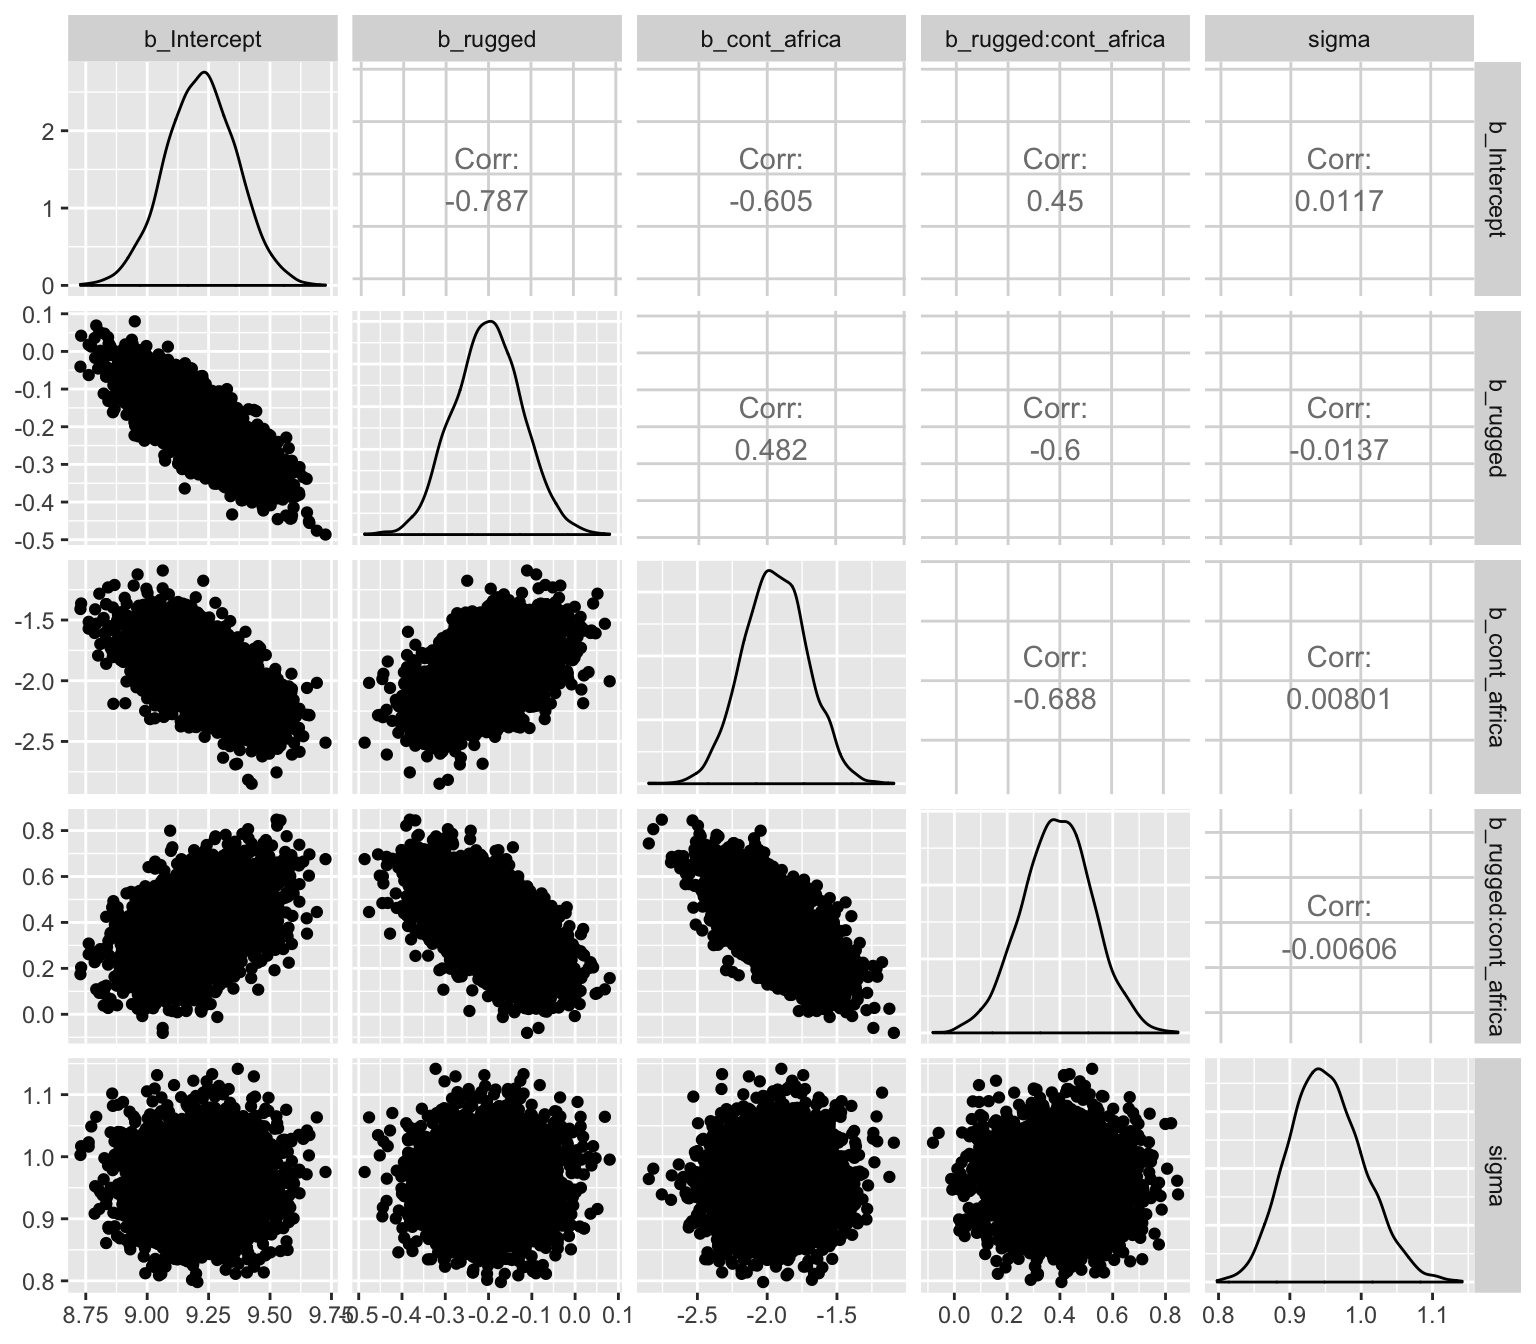 b_Intercept
b_rugged
b_cont_africa
b_rugged:cont_africa
sigma
2
1
0
Corr:
-0.787
Corr:
-0.605
Corr:
0.45
Corr:
0.0117
b_Intercept
0.1
0.0
-0.1
-0.2
-0.3
-0.4
-0.5
Corr:
0.482
Corr:
-0.6
Corr:
-0.0137
b_rugged
-1.5
-2.0
-2.5
Corr:
-0.688
Corr:
0.00801
b_cont_africa
0.8
0.6
0.4
0.2
0.0
Corr:
-0.00606
b_rugged:cont_africa
1.1
1.0
0.9
0.8
sigma
8.75 9.00 9.25 9.50 9.75
-0.5 -0.4 -0.3 -0.2 -0.1 0.0 0.1
-2.5 -2.0 -1.5
0.0 0.2 0.4 0.6 0.8
0.8 0.9 1.0 1.1